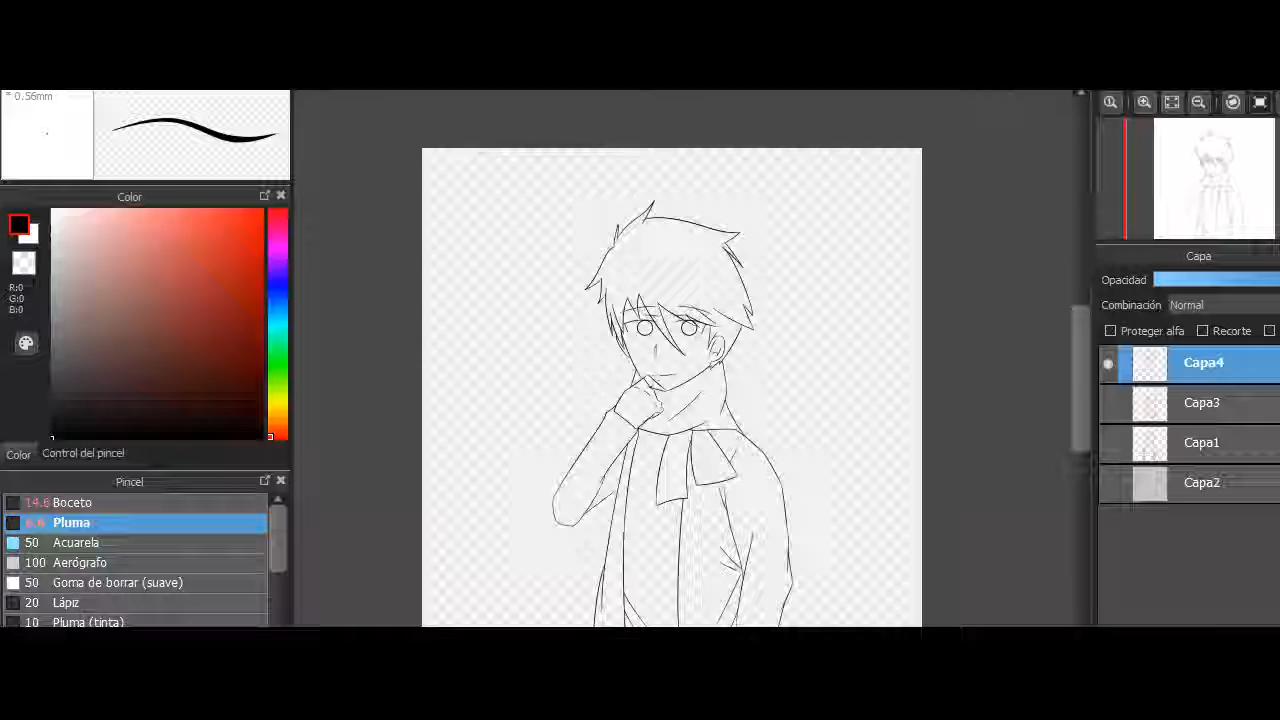 * 0.56mm
Color
R:0
G:0
B:0
Color Control del pincel
Pincel
14.6 Boceto
6.6 Pluma
50 Acuarela
100 Aerógrafo
50 Goma de borrar (suave)
20 Lápiz
10 Pluma (tinta)
Capa
Opacidad
Combinación Normal
Proteger alfa Recorte
Capa4
Capa3
Capa1
Capa2